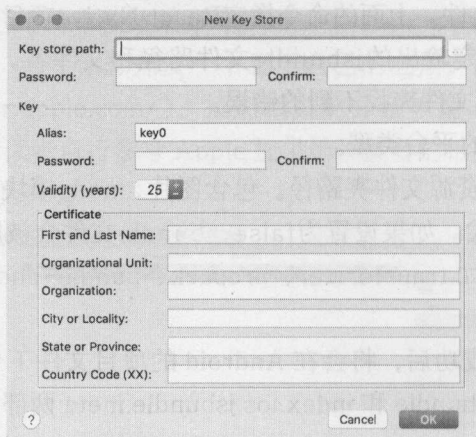 New Key Store
Key store path:
...
Password: Confirm:
Key
Alias: key0
Password: Confirm:
Validity (years): 25
Certificate
First and Last Name:
Organizational Unit:
Organization:
City or Locality:
State or Province:
Country Code (XX):
? Cancel OK